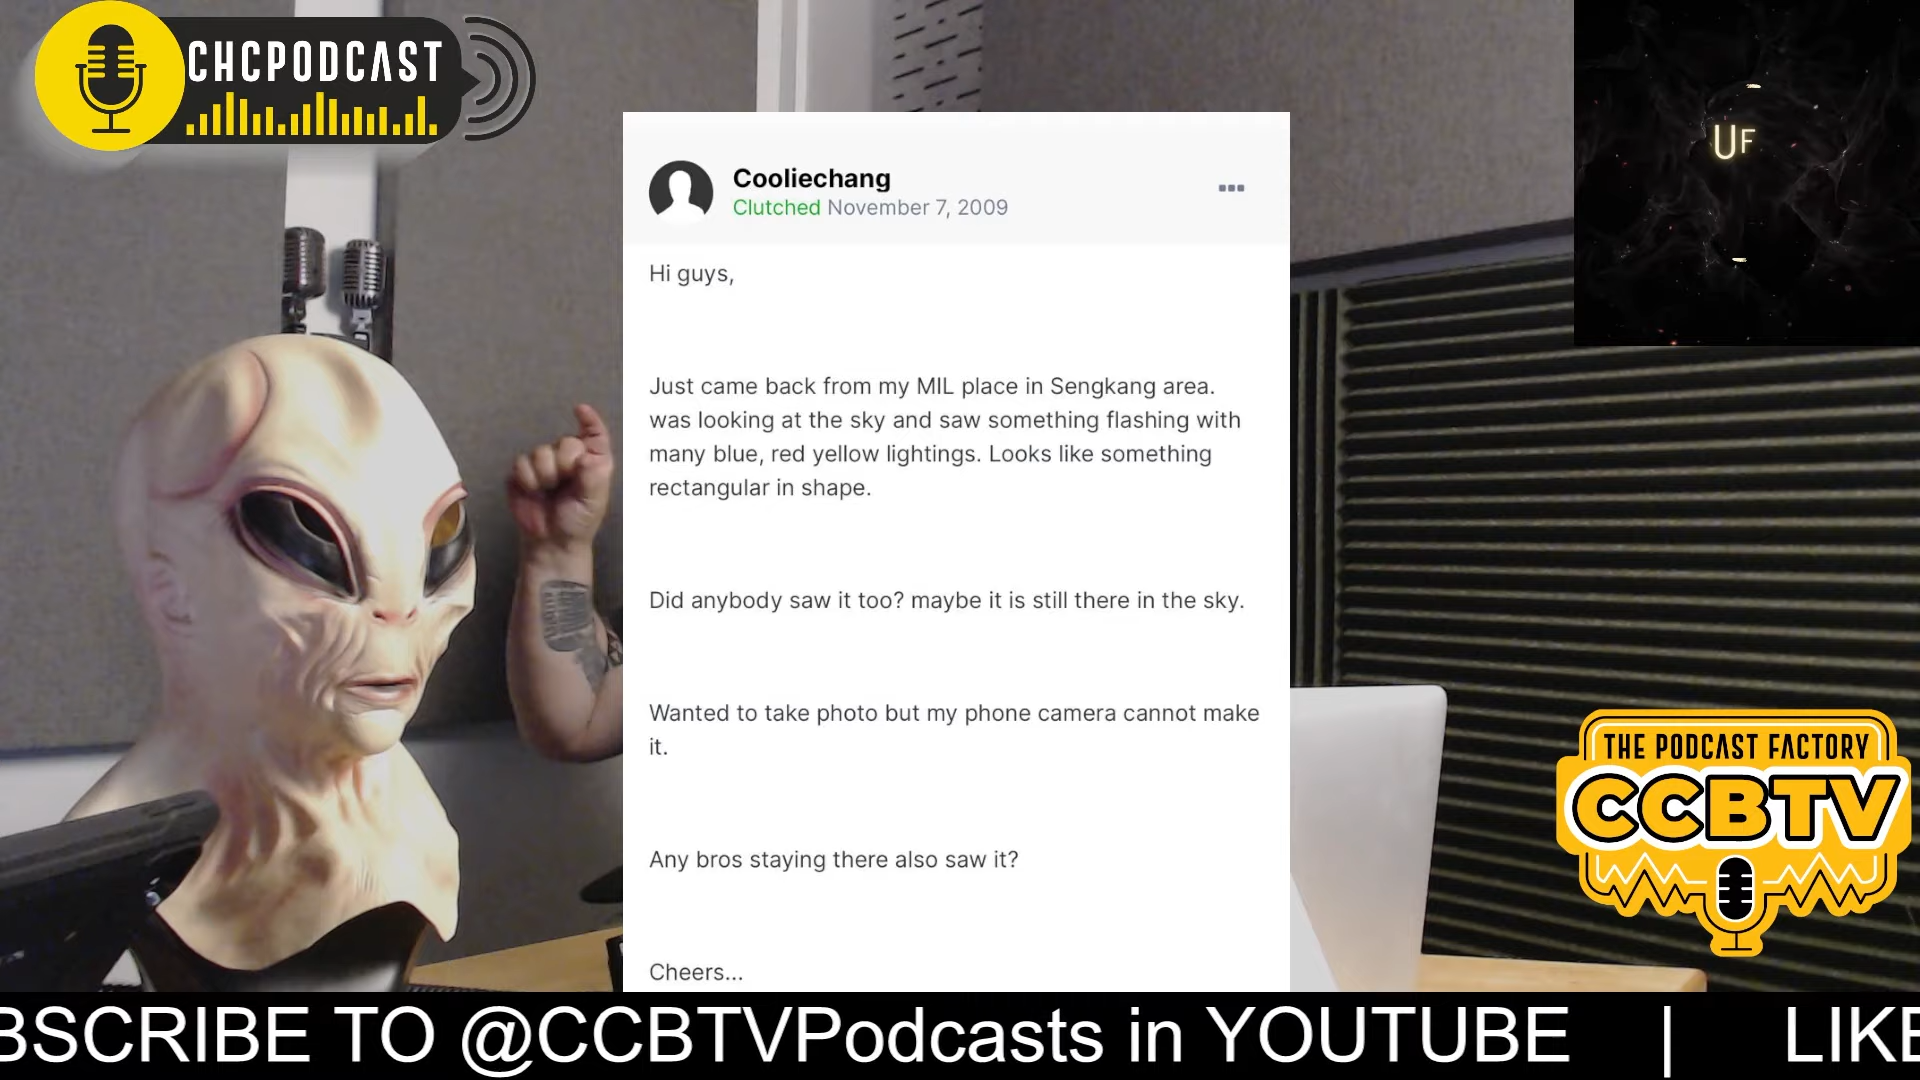 CHCPODCAST
UF
Cooliechang
Clutched November 7, 2009
Hi guys,
Just came back from my MIL place in Sengkang area.
was looking at the sky and saw something flashing with
many blue, red yellow lightings. Looks like something
rectangular in shape.
Did anybody saw it too? maybe it is still there in the sky.
Wanted to take photo but my phone camera cannot make
it.
Any bros staying there also saw it?
Cheers...
THE PODCAST FACTORY
CCBTV
BSCRIBE TO @CCBTVPodcasts in YOUTUBE | LIKE